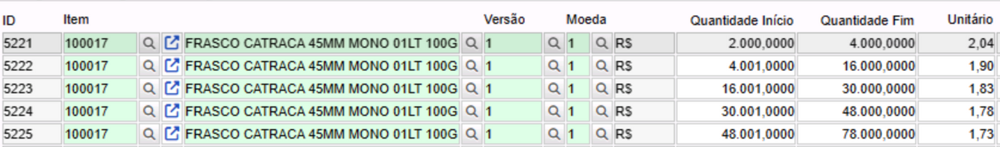 ID Item Versão Moeda Quantidade Início Quantidade Fim Unitário
5221 100017 FRASCO CATRACA 45MM MONO 01LT 100G 1 1 R$ 2.000,0000 4.000,0000 2,04
5222 100017 FRASCO CATRACA 45MM MONO 01LT 100G 1 1 R$ 4.001,0000 16.000,0000 1,90
5223 100017 FRASCO CATRACA 45MM MONO 01LT 100G 1 1 R$ 16.001,0000 30.000,0000 1,83
5224 100017 FRASCO CATRACA 45MM MONO 01LT 100G 1 1 R$ 30.001,0000 48.000,0000 1,78
5225 100017 FRASCO CATRACA 45MM MONO 01LT 100G 1 1 R$ 48.001,0000 78.000,0000 1,73